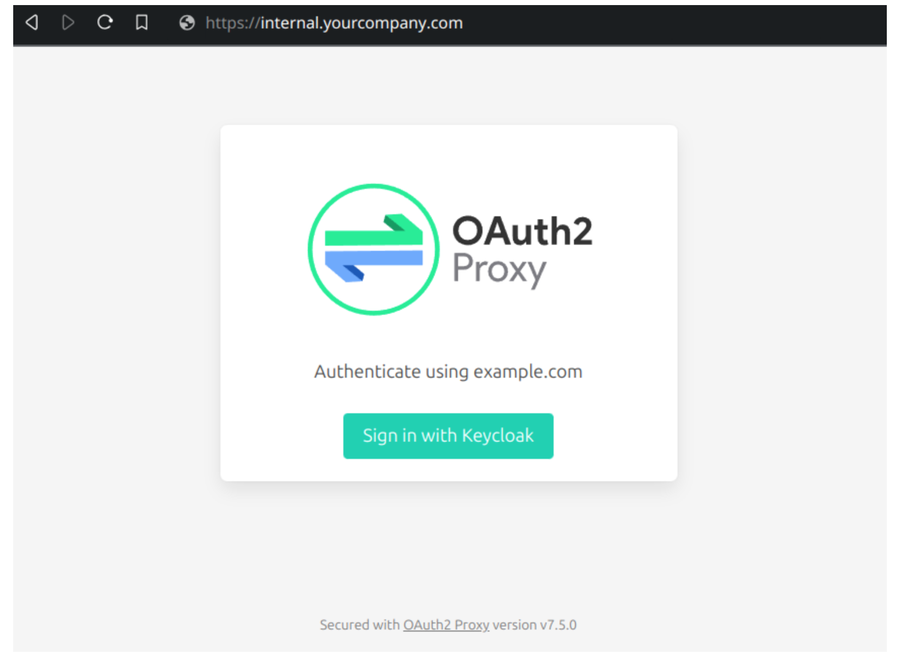 https://internal.yourcompany.com
OAuth2
Proxy
Authenticate using example.com
Sign in with Keycloak
Secured with OAuth2 Proxy version v7.5.0